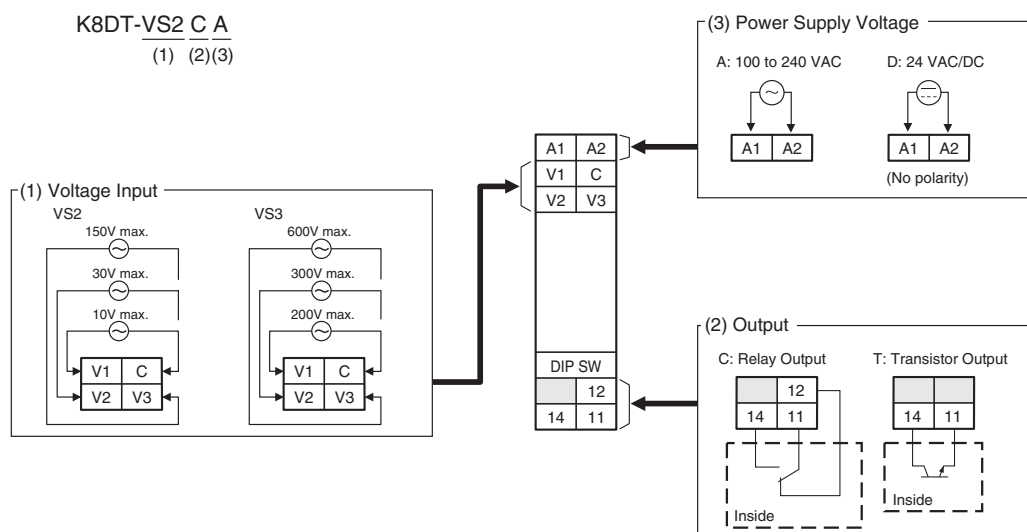 K8DT-VS2 C A
(1) (2) (3)
(3) Power Supply Voltage
A: 100 to 240 VAC
D: 24 VAC/DC
A1 A2
A1 A2
(No polarity)
A1 A2
V1 C
V2 V3
DIP SW
12
14 11
(1) Voltage Input
VS2
150V max.
30V max.
10V max.
V1 C
V2 V3
VS3
600V max.
300V max.
200V max.
V1 C
V2 V3
(2) Output
C: Relay Output
12
14 11
Inside
T: Transistor Output
14 11
Inside